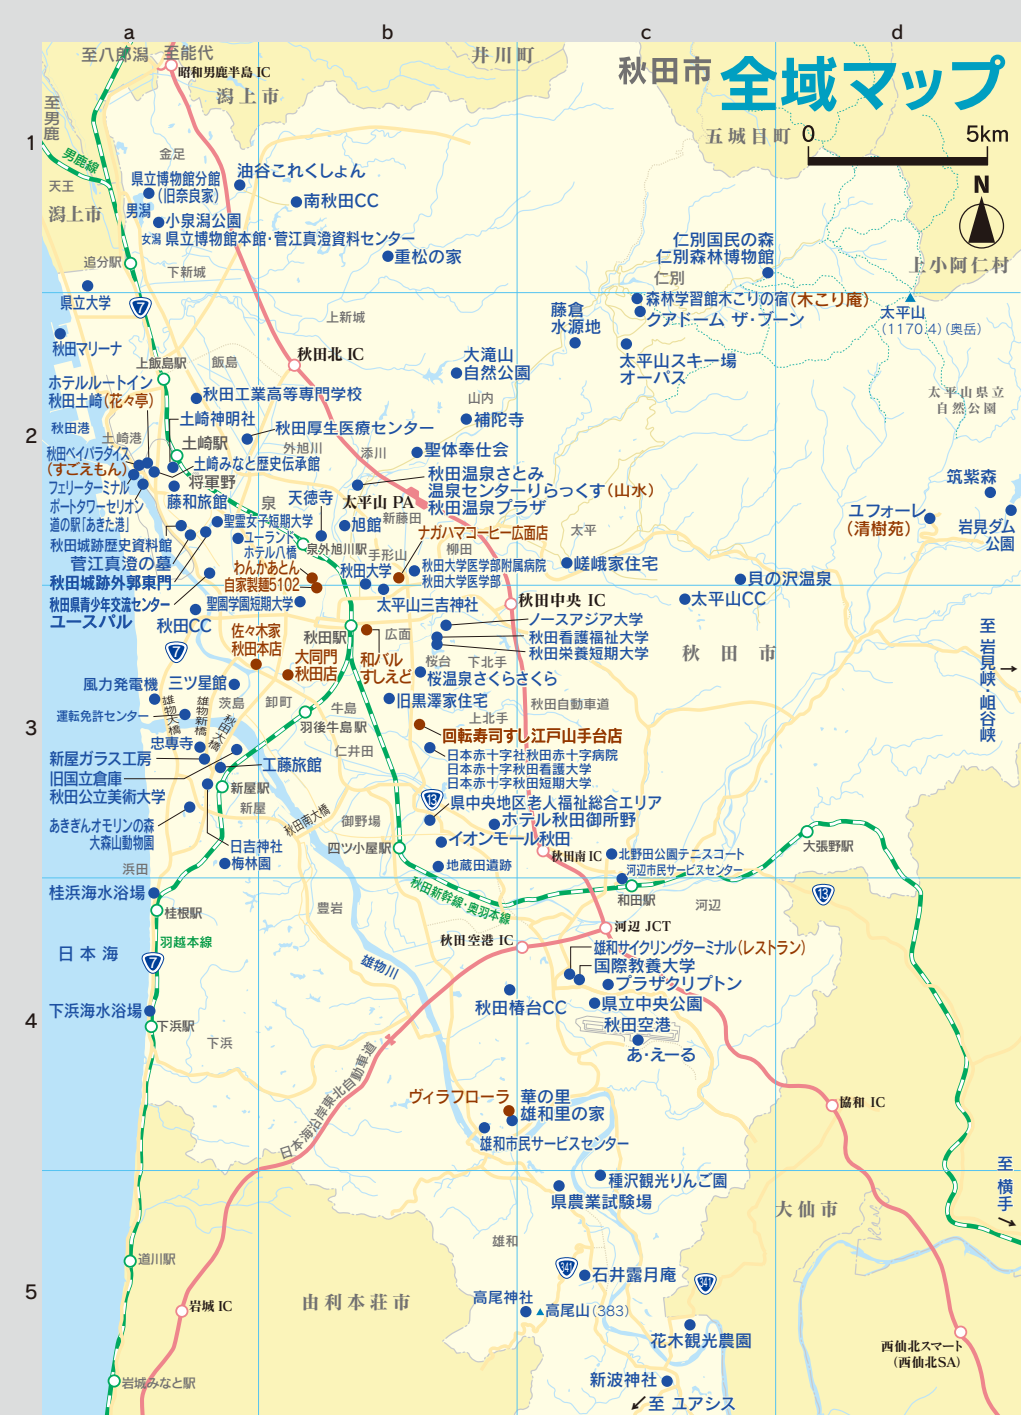 a
b
c
d
1
2
3
4
5
秋田市 全域マップ
0
5km
N
至八郎潟
至能代
昭和男鹿半島 IC
井川町
潟上市
至男鹿
男鹿線
五城目町
金足
天王
潟上市
県立博物館分館
(旧奈良家)
男潟
油谷これくしょん
南秋田CC
小泉潟公園
女潟
県立博物館本館・菅江真澄資料センター
重松の家
追分駅
下新城
県立大学
7
仁別国民の森
仁別森林博物館
仁別
上小阿仁村
森林学習館木こりの宿(木こり庵)
クアドーム ザ・ブーン
太平山
(1170.4)(奥岳)
上新城
藤倉
水源地
太平山スキー場
オーパス
秋田マリーナ
上飯島駅
飯島
秋田北 IC
大滝山
自然公園
太平山県立
自然公園
ホテルルートイン
秋田土崎(花々亭)
秋田工業高等専門学校
山内
秋田港
土崎港
土崎神明社
補陀寺
秋田厚生医療センター
土崎駅
外旭川
添川
聖体奉仕会
秋田ベイパラダイス
(すごえもん)
土崎みなと歴史伝承館
フェリーターミナル
将軍野
秋田温泉さとみ
温泉センターりらっくす(山水)
秋田温泉プラザ
筑紫森
ポートタワーセリオン
道の駅「あきた港」
藤和旅館
泉
天徳寺
太平山 PA
新藤田
ユフォーレ
(清樹苑)
岩見ダム
公園
聖霊女子短期大学
旭館
ナガハマコーヒー広面店
太平
秋田城跡歴史資料館
ユーランド
ホテル八橋
泉外旭川駅
手形山
柳田
菅江真澄の墓
わんかあとん
秋田大学
秋田大学医学部附属病院
秋田大学医学部
嵯峨家住宅
秋田城跡外郭東門
自家製麺5102
貝の沢温泉
秋田県青少年交流センター
ユースパル
聖園学園短期大学
太平山三吉神社
秋田中央 IC
太平山CC
秋田CC
佐々木家
秋田本店
秋田駅
広面
ノースアジア大学
秋田看護福祉大学
秋田栄養短期大学
至 岩見峡・岨谷峡
7
大同門
秋田店
和バル
すしえど
桜台
下北手
秋田市
風力発電機
三ツ星館
桜温泉さくらさくら
運転免許センター
雄物大橋
雄物新橋
秋田大橋
茨島
卸町
牛島
旧黒澤家住宅
秋田自動車道
上北手
忠専寺
羽後牛島駅
仁井田
回転寿司すし江戸山手台店
新屋ガラス工房
旧国立倉庫
工藤旅館
日本赤十字社秋田赤十字病院
日本赤十字秋田看護大学
日本赤十字秋田短期大学
秋田公立美術大学
新屋駅
新屋
13
県中央地区老人福祉総合エリア
ホテル秋田御所野
あきぎんオモリンの森
大森山動物園
秋田南大橋
御野場
イオンモール秋田
日吉神社
四ツ小屋駅
大張野駅
浜田
梅林園
地蔵田遺跡
秋田南 IC
北野田公園テニスコート
河辺市民サービスセンター
桂浜海水浴場
秋田新幹線・奥羽本線
13
桂根駅
豊岩
和田駅
河辺
日本海
羽越本線
秋田空港 IC
河辺 JCT
7
雄物川
雄和サイクリングターミナル(レストラン)
国際教養大学
プラザクリプトン
下浜海水浴場
秋田椿台CC
県立中央公園
下浜駅
秋田空港
下浜
あ・えーる
日本海沿岸東北自動車道
ヴィラフローラ
華の里
雄和里の家
協和 IC
雄和市民サービスセンター
至 横手
種沢観光りんご園
県農業試験場
大仙市
雄和
道川駅
341
石井露月庵
341
由利本荘市
岩城 IC
高尾神社
高尾山(383)
花木観光農園
西仙北スマート
(西仙北SA)
岩城みなと駅
新波神社
至 ユアシス